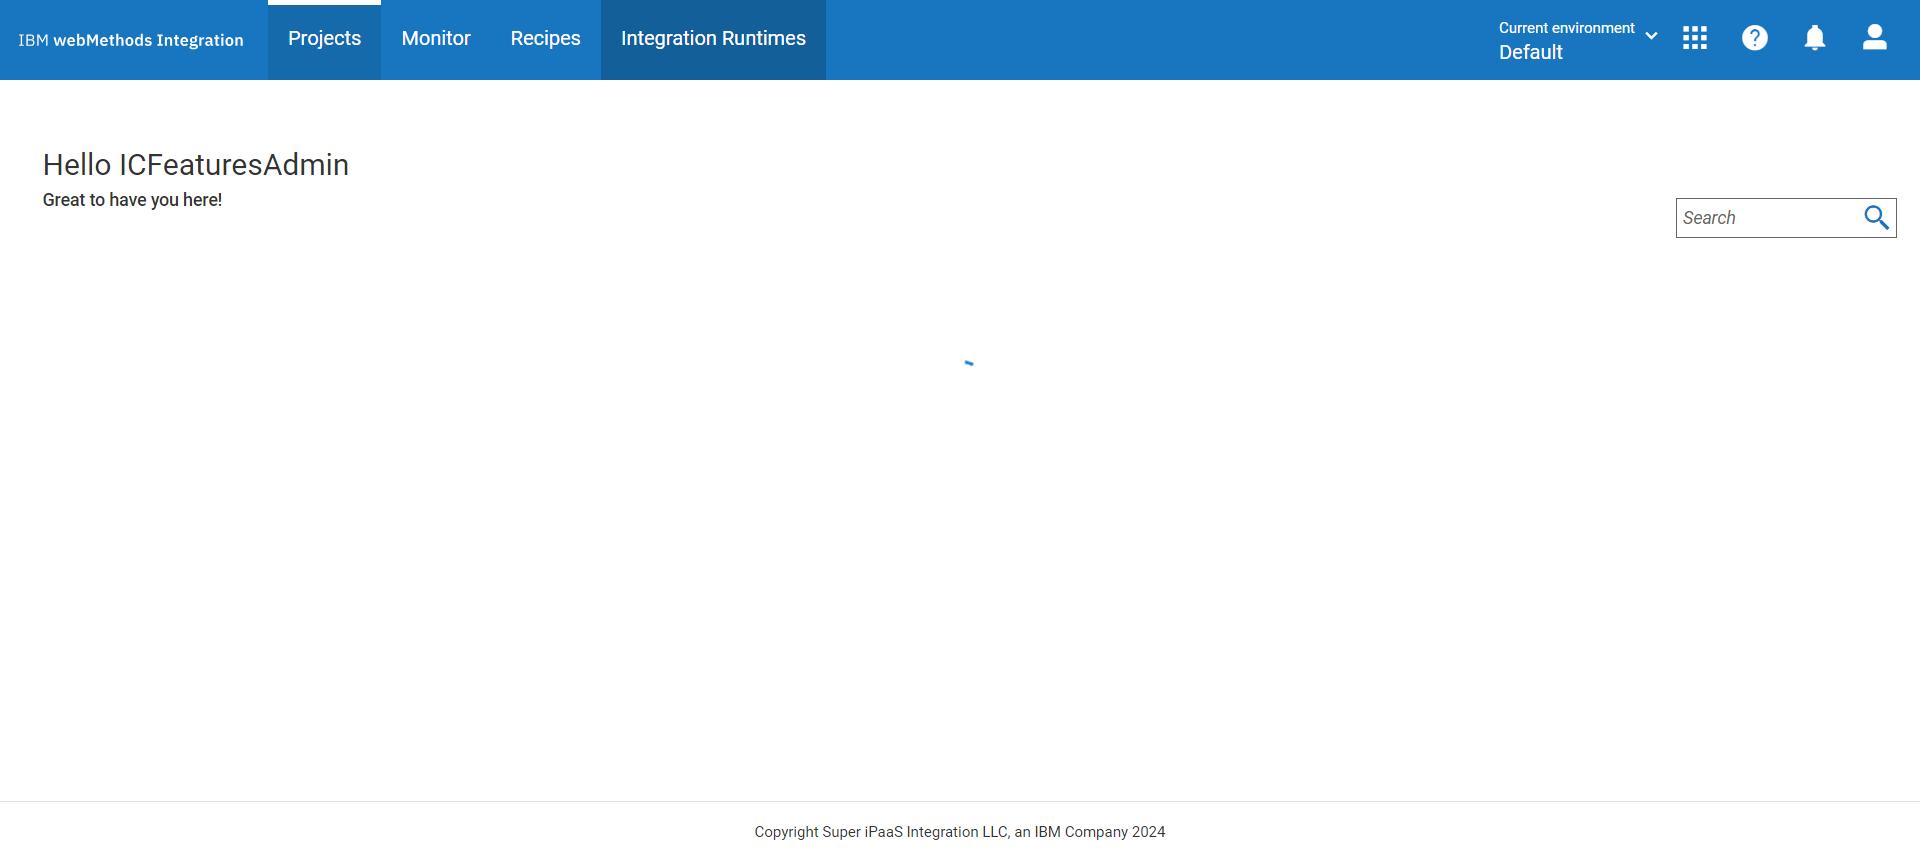 IBM webMethods Integration
Projects
Monitor
Recipes
Integration Runtimes
Current environment
Default
Hello ICFeaturesAdmin
Great to have you here!
Search
Copyright Super iPaaS Integration LLC, an IBM Company 2024